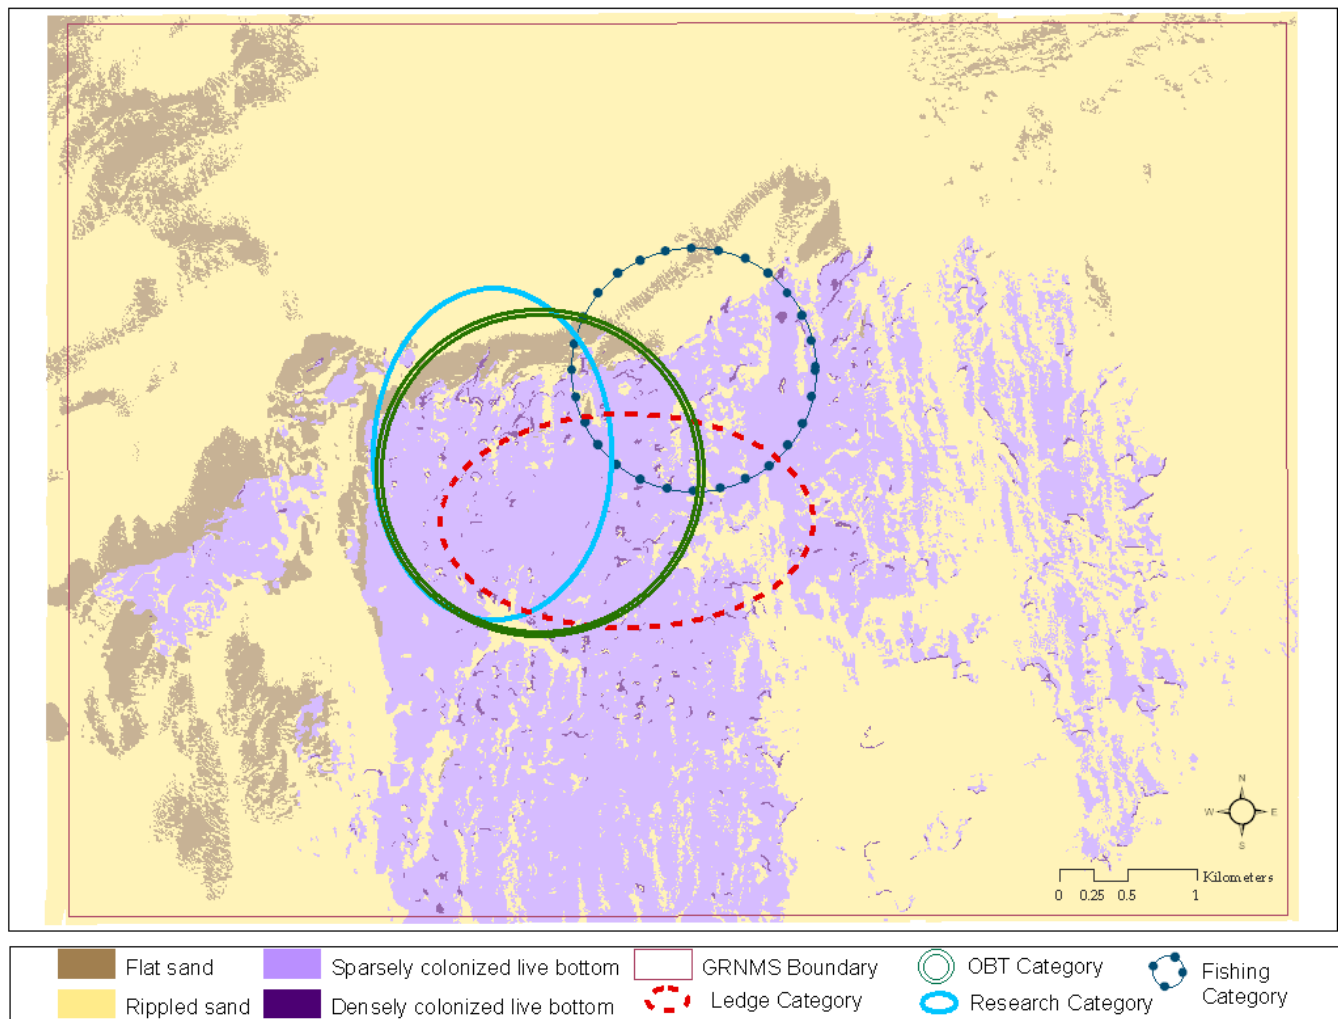 N
W E
S
Kilometers
0 0.25 0.5 1
Flat sand
Sparsely colonized live bottom
GRNMS Boundary
OBT Category
Fishing
Category
Rippled sand
Densely colonized live bottom
Ledge Category
Research Category